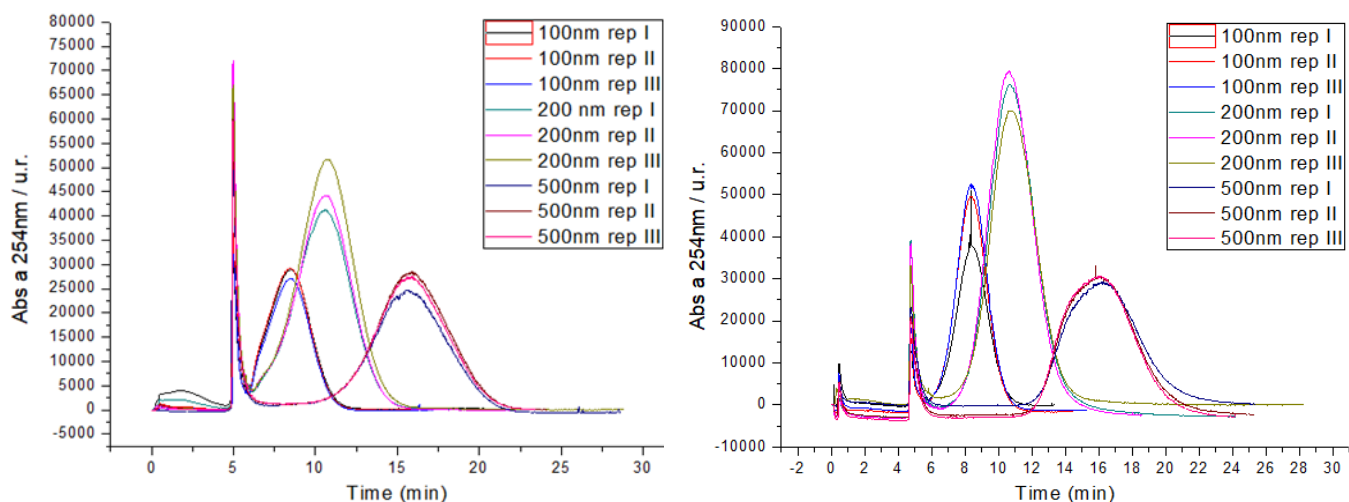 80000
75000
70000
65000
60000
55000
50000
45000
40000
35000
30000
25000
20000
15000
10000
5000
0
-5000
Abs a 254nm / u.r.
0 5 10 15 20 25 30
Time (min)
100nm rep I
100nm rep II
100nm rep III
200 nm rep I
200nm rep II
200nm rep III
500nm rep I
500nm rep II
500nm rep III
90000
80000
70000
60000
50000
40000
30000
20000
10000
0
-10000
Abs a 254nm / u.r.
-2 0 2 4 6 8 10 12 14 16 18 20 22 24 26 28 30
Time (min)
100nm rep I
100nm rep II
100nm rep III
200nm rep I
200nm rep II
200nm rep III
500nm rep I
500nm rep II
500nm rep III